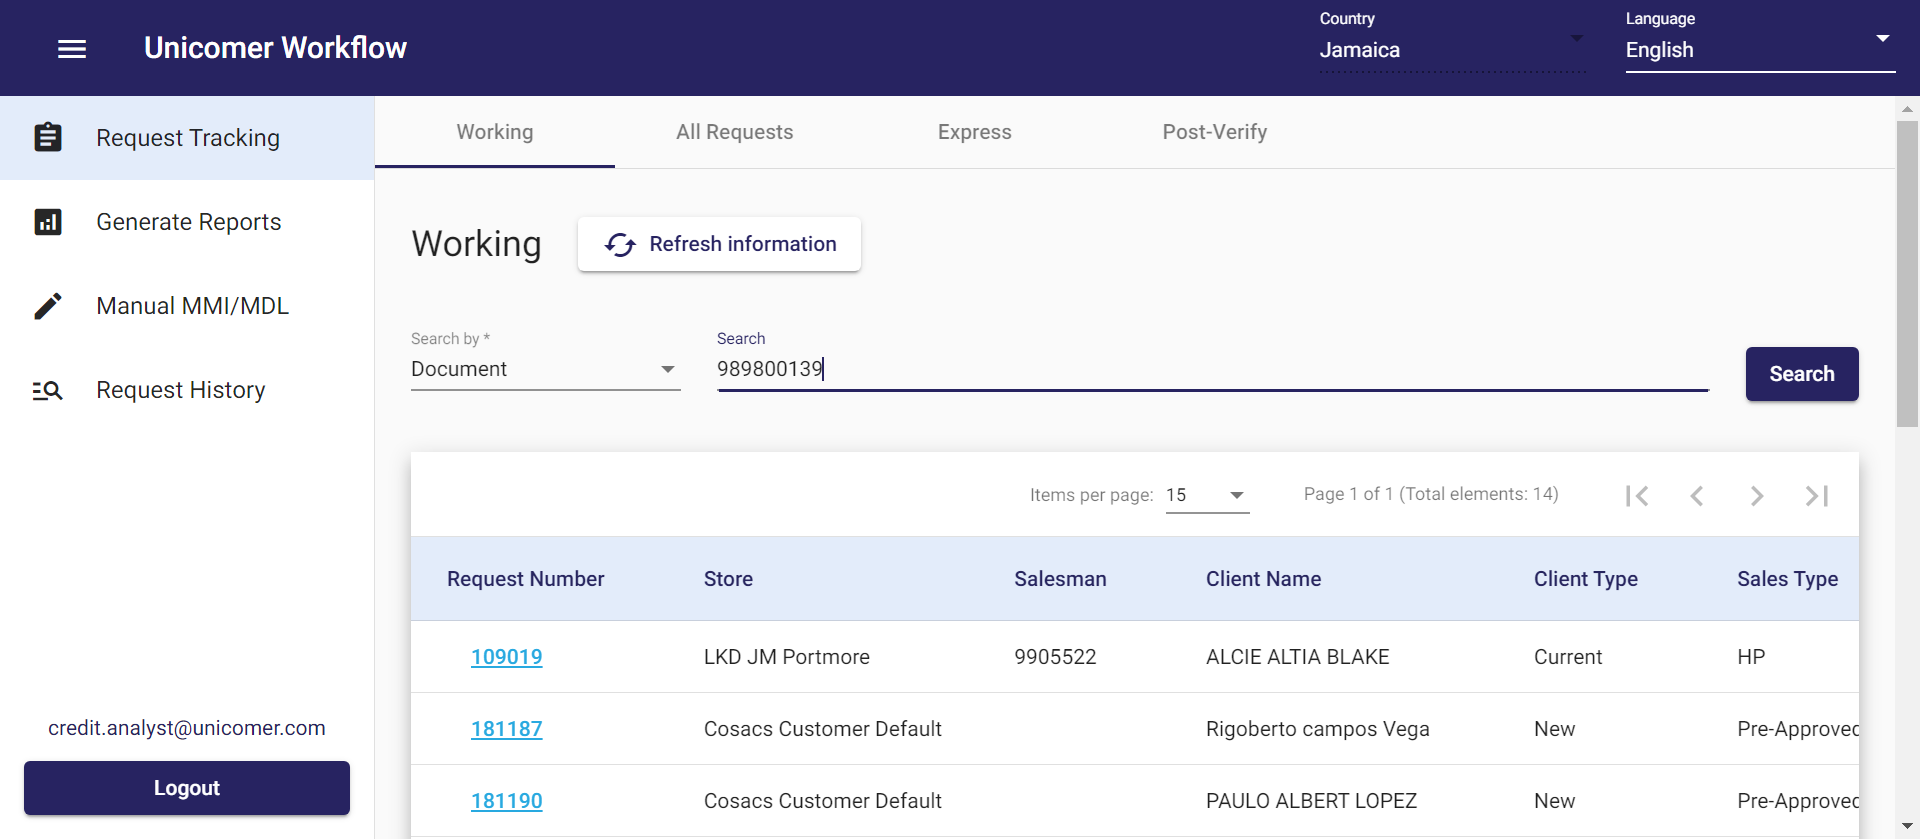 Unicomer Workflow
Country
Jamaica
Language
English
Request Tracking
Generate Reports
Manual MMI/MDL
Request History
credit.analyst@unicomer.com
Logout
Working All Requests Express Post-Verify
Working Refresh information
Search by *
Document
Search
989800139
Search
Items per page: 15 Page 1 of 1 (Total elements: 14)
Request Number Store Salesman Client Name Client Type Sales Type
109019 LKD JM Portmore 9905522 ALCIE ALTIA BLAKE Current HP
181187 Cosacs Customer Default Rigoberto campos Vega New Pre-Approved
181190 Cosacs Customer Default PAULO ALBERT LOPEZ New Pre-Approved